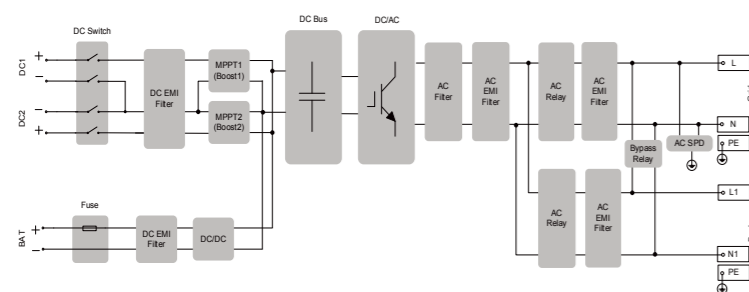 DC Bus
DC/AC
DC Switch
DC1
+
−
DC2
−
+
DC EMI
Filter
MPPT1
(Boost1)
MPPT2
(Boost2)
AC
Filter
AC
EMI
Filter
AC
Relay
AC
EMI
Filter
L
N
PE
Bypass
Relay
AC SPD
L1
AC
Relay
AC
EMI
Filter
N1
PE
Fuse
BAT
+
−
DC EMI
Filter
DC/DC